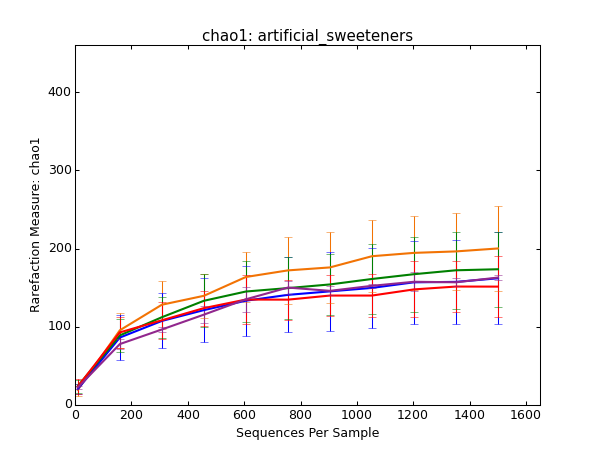 chao1: artificial_sweeteners
Rarefaction Measure: chao1
400
300
200
100
0
0 200 400 600 800 1000 1200 1400 1600
Sequences Per Sample